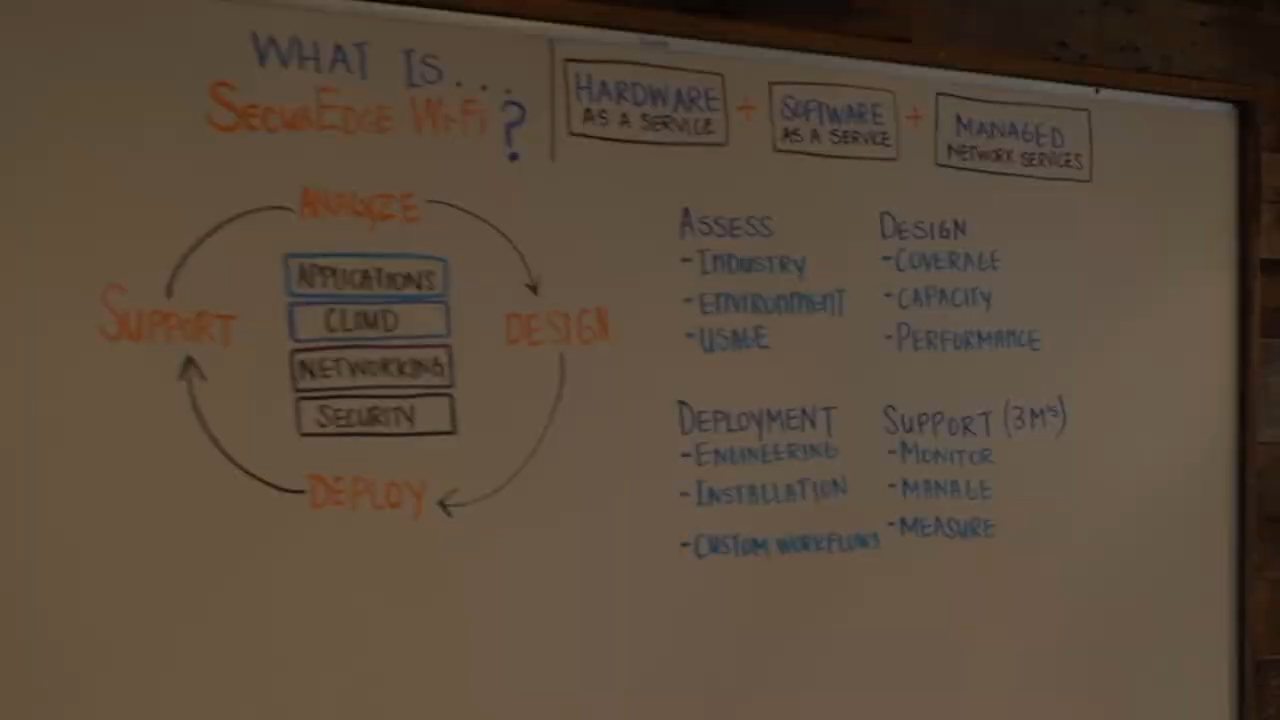 WHAT IS...
SecurEdge Wi-Fi?
HARDWARE
AS A SERVICE
+
SOFTWARE
AS A SERVICE
+
MANAGED
NETWORK SERVICES
ANALYZE
DESIGN
DEPLOY
SUPPORT
APPLICATIONS
CLOUD
NETWORKING
SECURITY
ASSESS
-INDUSTRY
-ENVIRONMENT
-USAGE
DESIGN
-COVERAGE
-CAPACITY
-PERFORMANCE
DEPLOYMENT
-ENGINEERING
-INSTALLATION
-CUSTOM WORKFLOWS
SUPPORT (3M's)
-MONITOR
-MANAGE
-MEASURE